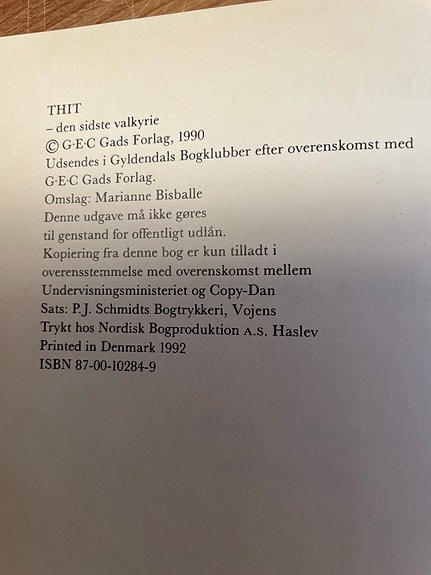 THIT
– den sidste valkyrie
© G·E·C Gads Forlag, 1990
Udsendes i Gyldendals Bogklubber efter overenskomst med
G·E·C Gads Forlag.
Omslag: Marianne Bisballe
Denne udgave må ikke gøres
til genstand for offentligt udlån.
Kopiering fra denne bog er kun tilladt i
overensstemmelse med overenskomst mellem
Undervisningsministeriet og Copy-Dan
Sats: P.J. Schmidts Bogtrykkeri, Vojens
Trykt hos Nordisk Bogproduktion A.S. Haslev
Printed in Denmark 1992
ISBN 87-00-10284-9